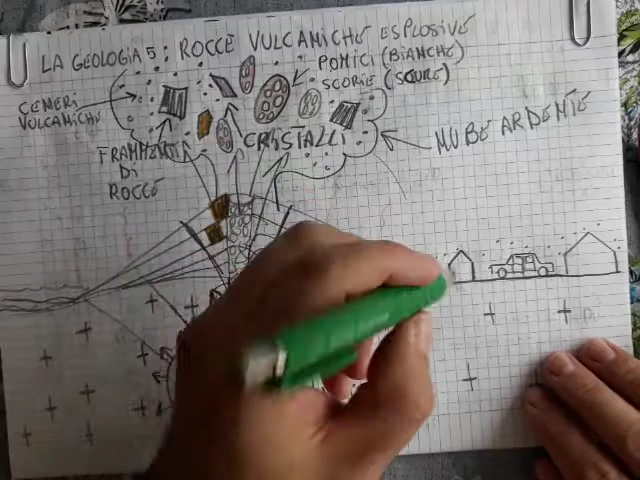 LA GEOLOGIA 5: ROCCE VULCANICHE ESPLOSIVE
POMICI (BIANCHE)
SCORIE (SCURE)
CENERI
VULCANICHE
CRISTALLI
FRAMMENTI
DI
ROCCE
NUBE ARDENTE